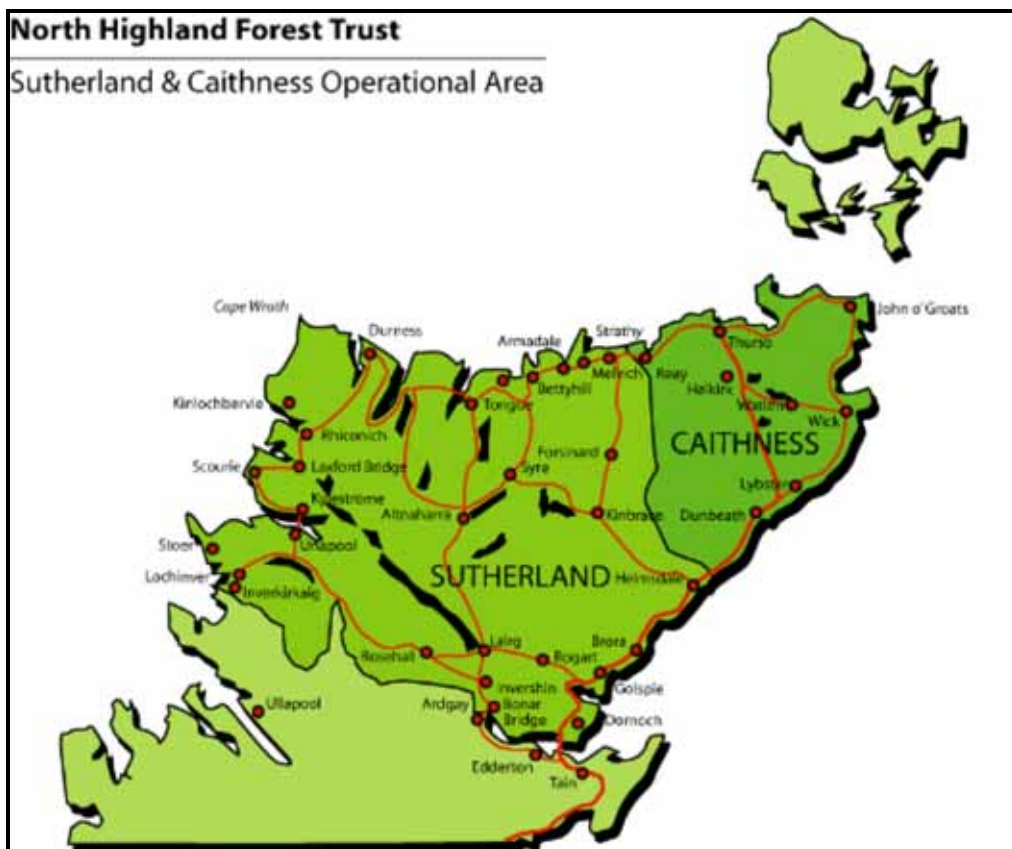 North Highland Forest Trust
Sutherland & Caithness Operational Area
Cape Wrath
Durness
Armadale
Strathy
John o'Groats
Thurso
Melvich
Reay
Bettyhill
Halkirk
Kinlochbervie
Tongue
Watten
Wick
Rhiconich
CAITHNESS
Scourie
Laxford Bridge
Forsinard
Syre
Lybster
Kylestrome
Altnaharra
Kinbrace
Dunbeath
Stoer
Ullapool
Lochinver
Inverkirkaig
SUTHERLAND
Helmsdale
Rosehall
Lairg
Rogart
Brora
Invershin
Golspie
Ullapool
Ardgay
Bonar
Bridge
Dornoch
Edderton
Tain